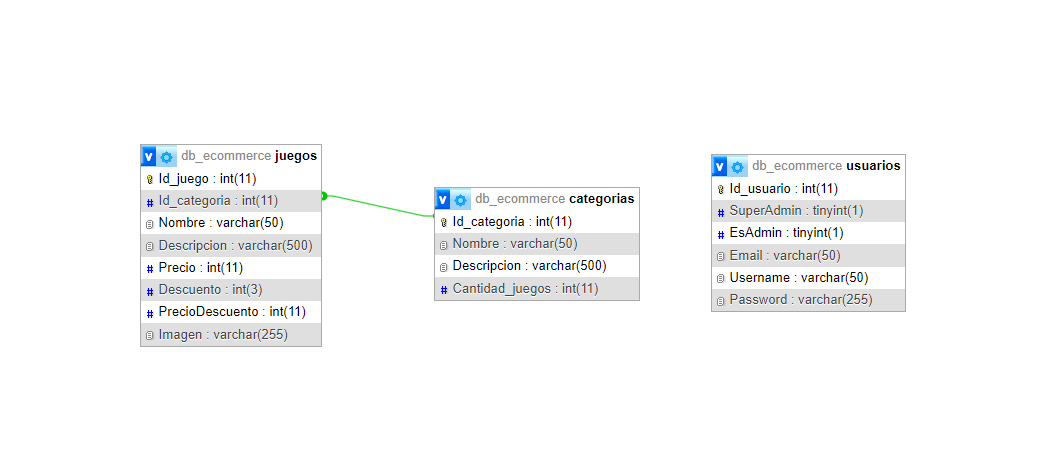 v db_ecommerce juegos
Id_juego : int(11)
# Id_categoria : int(11)
Nombre : varchar(50)
Descripcion : varchar(500)
# Precio : int(11)
# Descuento : int(3)
# PrecioDescuento : int(11)
Imagen : varchar(255)
v db_ecommerce categorias
Id_categoria : int(11)
Nombre : varchar(50)
Descripcion : varchar(500)
# Cantidad_juegos : int(11)
v db_ecommerce usuarios
Id_usuario : int(11)
# SuperAdmin : tinyint(1)
# EsAdmin : tinyint(1)
Email : varchar(50)
Username : varchar(50)
Password : varchar(255)